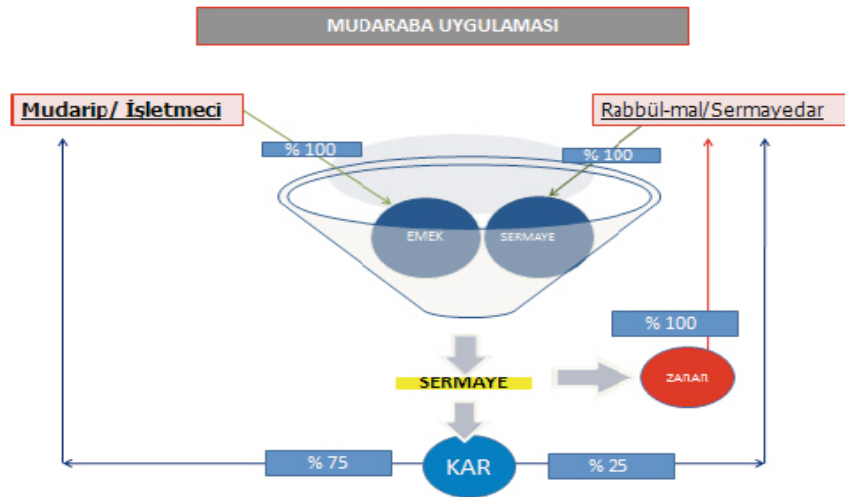 MUDARABA UYGULAMASI
Mudarip/ İşletmeci
Rabbül-mal/Sermayedar
% 100
% 100
EMEK
SERMAYE
% 100
SERMAYE
ZARAR
% 75
KAR
% 25